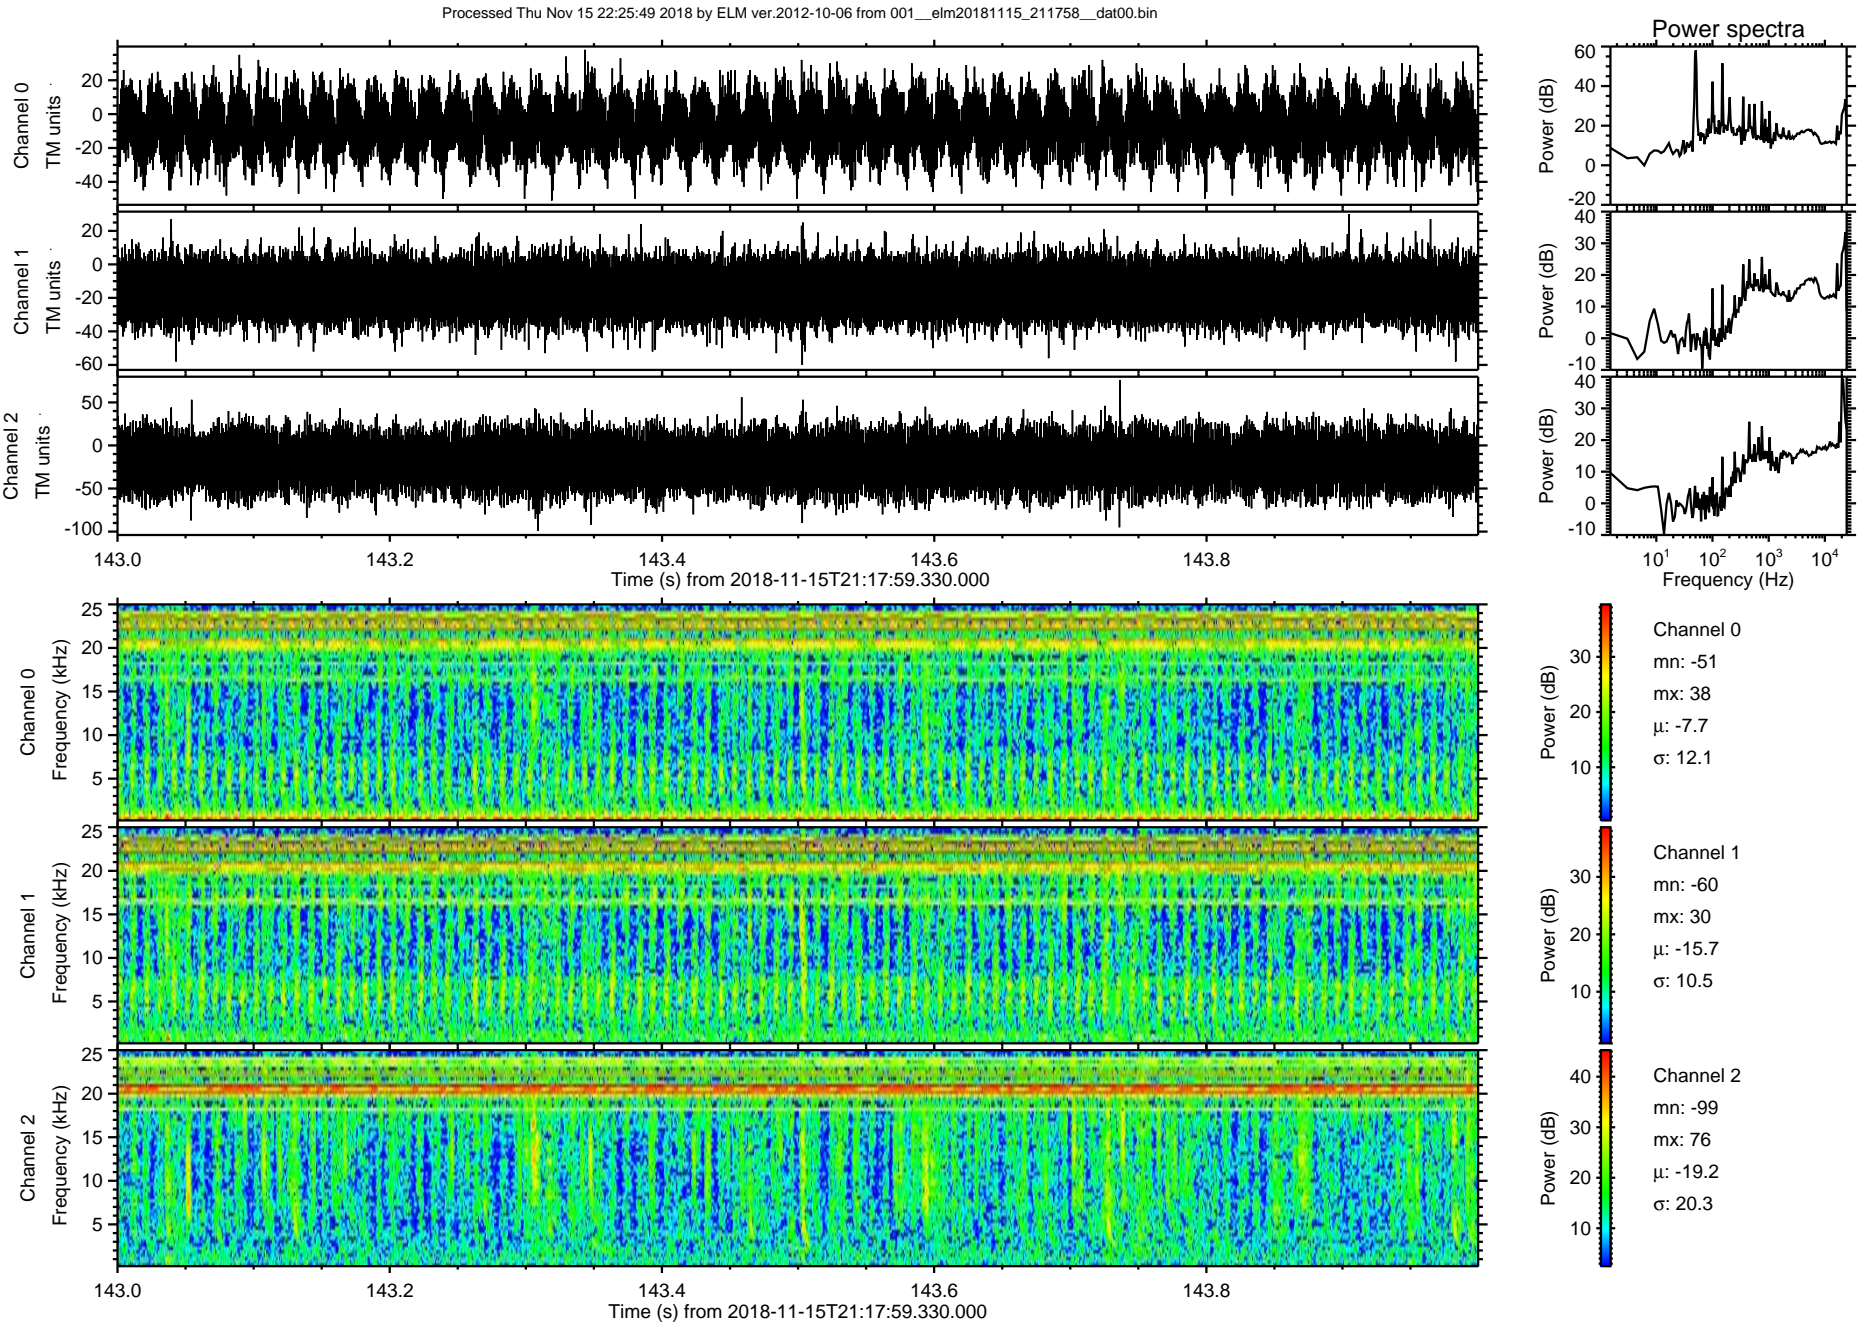 Processed Thu Nov 15 22:25:49 2018 by ELM ver.2012-10-06 from 001__elm20181115_211758__dat00.bin
Power spectra
Channel 0
TM units
20
0
-20
-40
Power (dB)
60
40
20
0
-20
Channel 1
TM units
20
0
-20
-40
-60
Power (dB)
40
30
20
10
0
-10
Channel 2
TM units
50
0
-50
-100
Power (dB)
40
30
20
10
0
-10
143.0 143.2 143.4 143.6 143.8
Time (s) from 2018-11-15T21:17:59.330.000
10¹ 10² 10³ 10⁴
Frequency (Hz)
Channel 0
Frequency (kHz)
25
20
15
10
5
Power (dB)
30
20
10
Channel 0
mn: -51
mx: 38
μ: -7.7
σ: 12.1
Channel 1
Frequency (kHz)
25
20
15
10
5
Power (dB)
30
20
10
Channel 1
mn: -60
mx: 30
μ: -15.7
σ: 10.5
Channel 2
Frequency (kHz)
25
20
15
10
5
Power (dB)
40
30
20
10
Channel 2
mn: -99
mx: 76
μ: -19.2
σ: 20.3
143.0 143.2 143.4 143.6 143.8
Time (s) from 2018-11-15T21:17:59.330.000